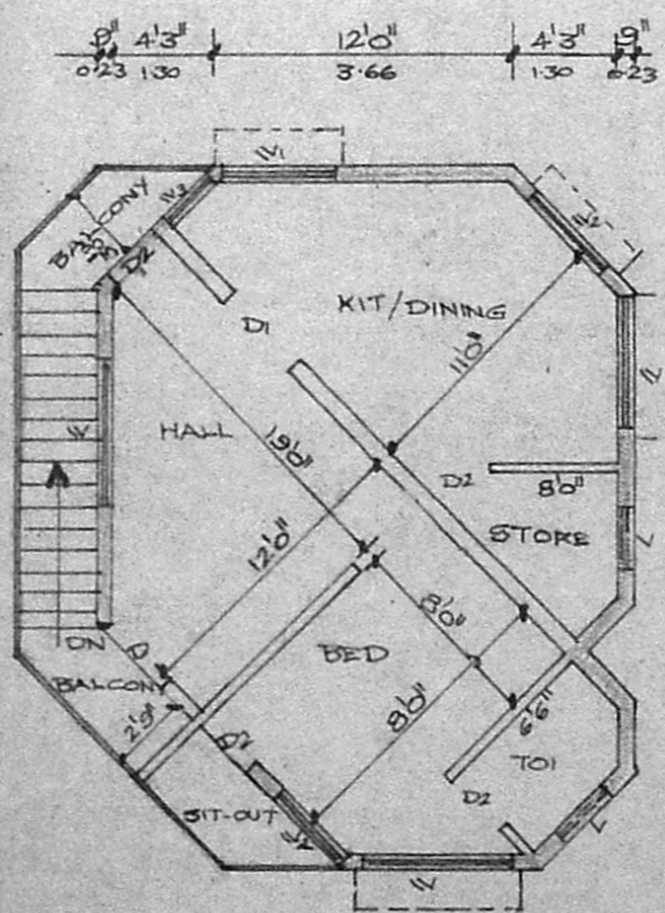 9" 4'3" 12'0" 4'3" 9"
0.23 1.30 3.66 1.30 0.23
W1
BALCONY
W3
D2
W2
KIT/DINING
D1
11'0"
W
HALL
19'0"
W
D2
8'0"
STORE
12'0"
V
8'0"
BED
DN
D
BALCONY
2'9"
D2
8'0"
6'6"
TOI
D2
SIT-OUT
V
W